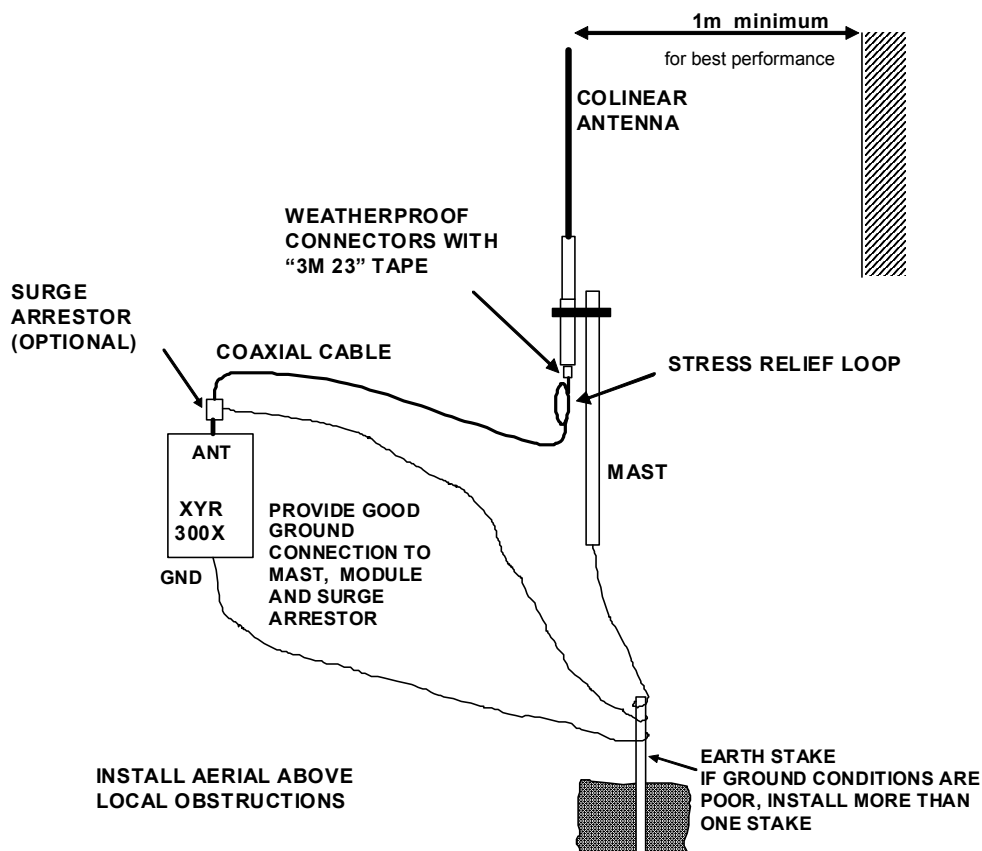 1m minimum
for best performance
COLINEAR
ANTENNA
WEATHERPROOF
CONNECTORS WITH
“3M 23” TAPE
SURGE
ARRESTOR
(OPTIONAL)
COAXIAL CABLE
STRESS RELIEF LOOP
ANT
XYR
300X
GND
MAST
PROVIDE GOOD
GROUND
CONNECTION TO
MAST, MODULE
AND SURGE
ARRESTOR
INSTALL AERIAL ABOVE
LOCAL OBSTRUCTIONS
EARTH STAKE
IF GROUND CONDITIONS ARE
POOR, INSTALL MORE THAN
ONE STAKE